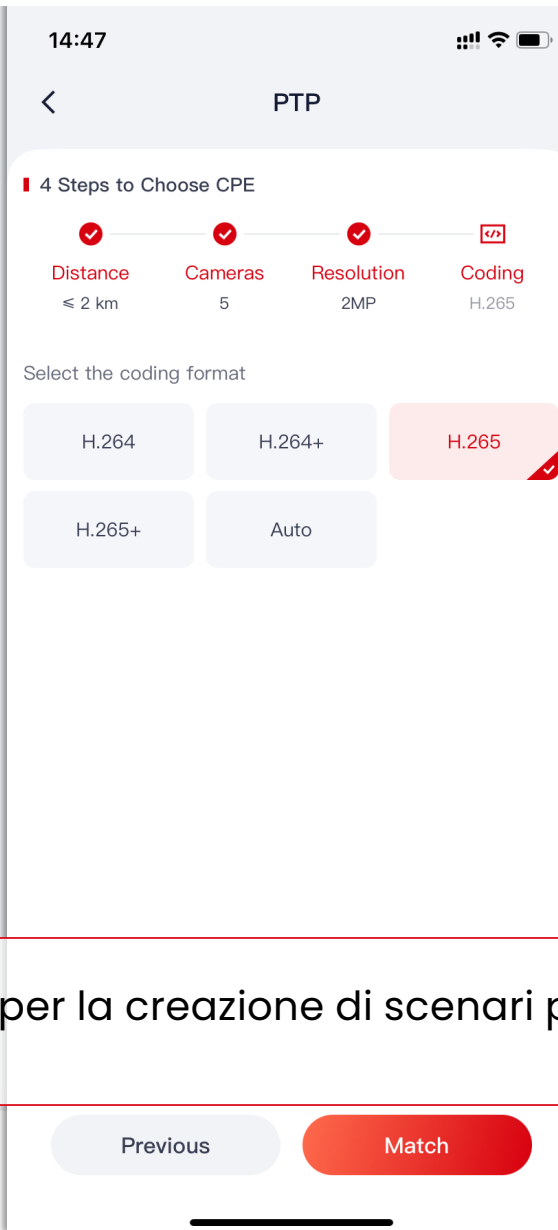 14:47
PTP
4 Steps to Choose CPE
Distance Cameras Resolution Coding
≤ 2 km 5 2MP H.265
Select the coding format
H.264 H.264+ H.265
H.265+ Auto
per la creazione di scenari
Previous Match